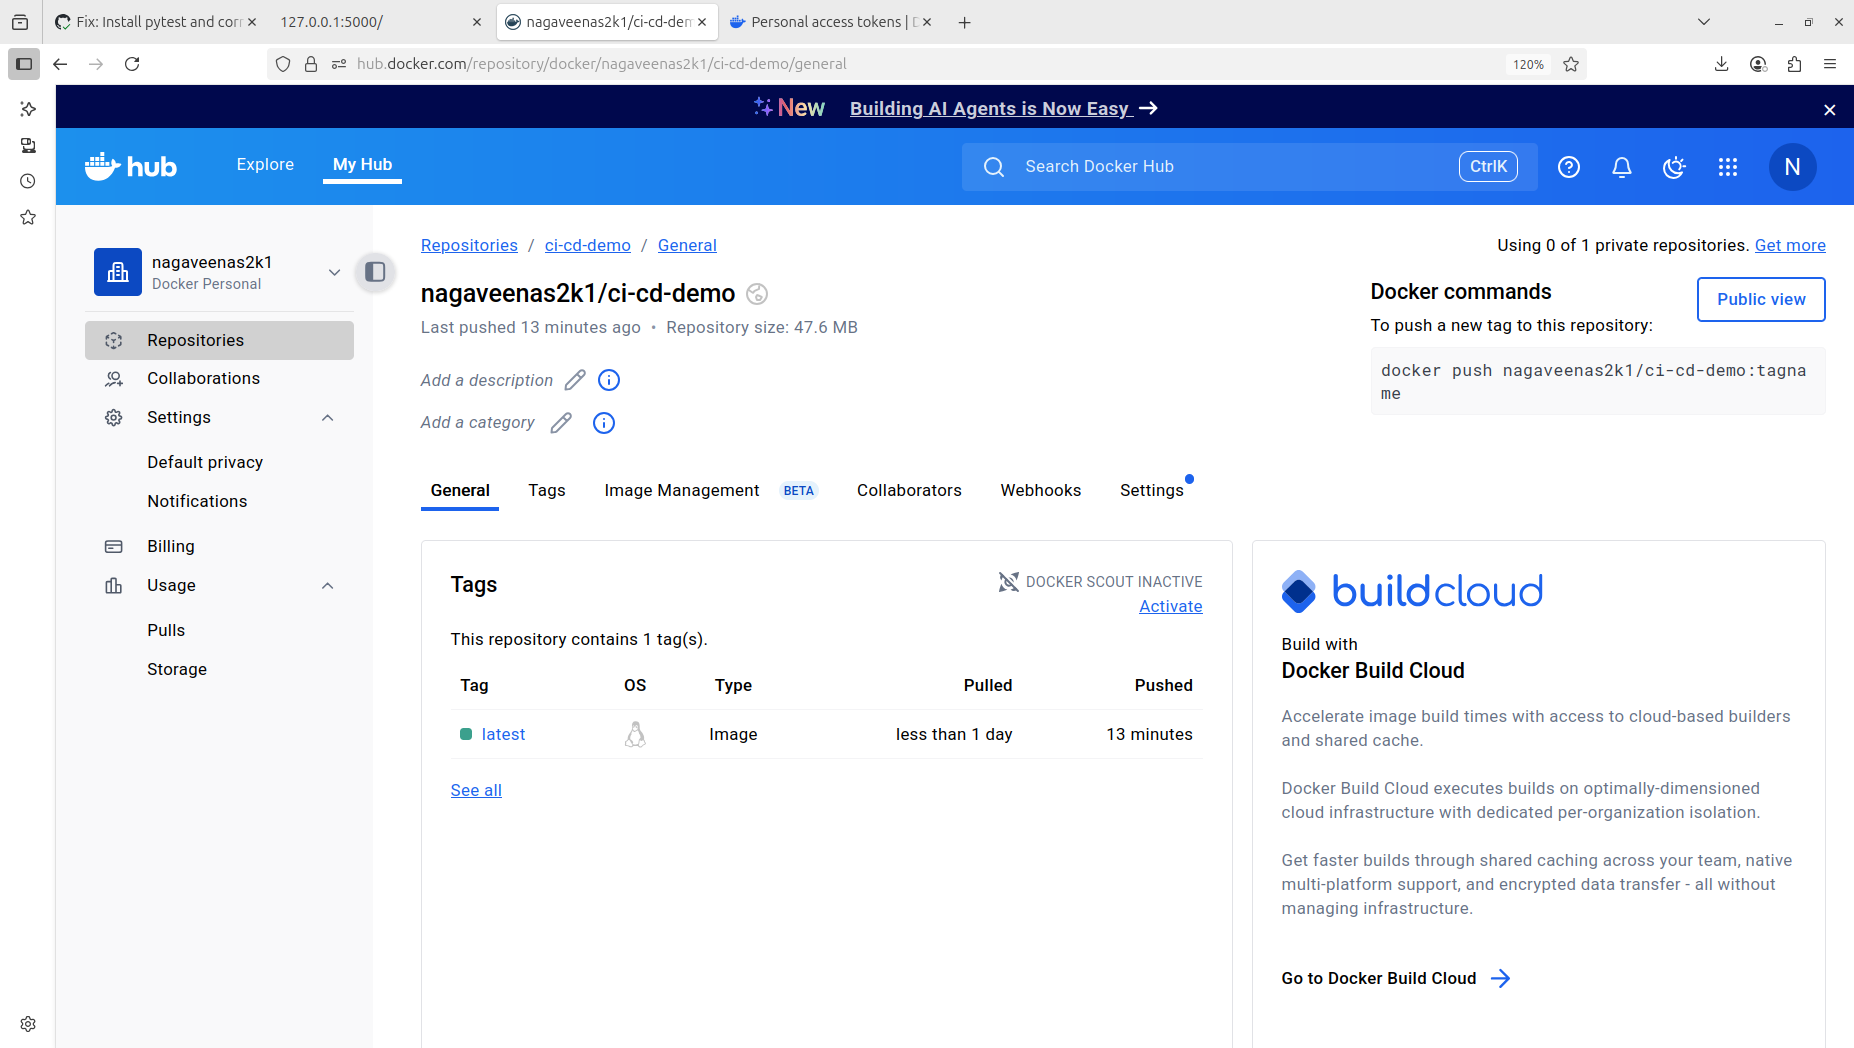 Fix: Install pytest and corr
127.0.0.1:5000/
nagaveenas2k1/ci-cd-dem
Personal access tokens | D
hub.docker.com/repository/docker/nagaveenas2k1/ci-cd-demo/general
120%
New Building AI Agents is Now Easy
hub
Explore
My Hub
Search Docker Hub
CtrlK
N
nagaveenas2k1
Docker Personal
Repositories
Collaborations
Settings
Default privacy
Notifications
Billing
Usage
Pulls
Storage
Repositories / ci-cd-demo / General
Using 0 of 1 private repositories. Get more
nagaveenas2k1/ci-cd-demo
Last pushed 13 minutes ago • Repository size: 47.6 MB
Add a description
Add a category
Docker commands
Public view
To push a new tag to this repository:
docker push nagaveenas2k1/ci-cd-demo:tagna
me
General Tags Image Management BETA Collaborators Webhooks Settings
Tags
DOCKER SCOUT INACTIVE
Activate
This repository contains 1 tag(s).
Tag OS Type Pulled Pushed
latest Image less than 1 day 13 minutes
See all
buildcloud
Build with
Docker Build Cloud
Accelerate image build times with access to cloud-based builders
and shared cache.
Docker Build Cloud executes builds on optimally-dimensioned
cloud infrastructure with dedicated per-organization isolation.
Get faster builds through shared caching across your team, native
multi-platform support, and encrypted data transfer - all without
managing infrastructure.
Go to Docker Build Cloud